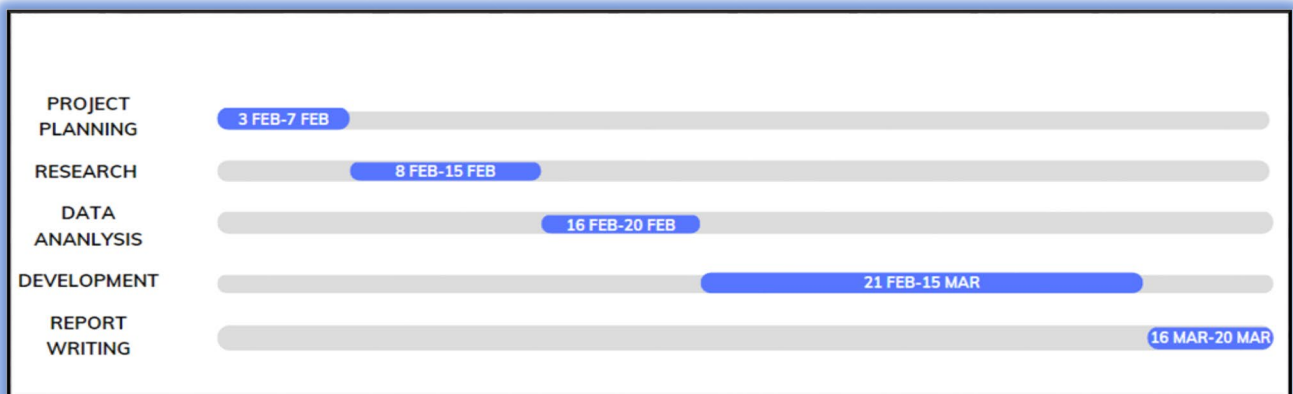 PROJECT
PLANNING
3 FEB-7 FEB
RESEARCH
8 FEB-15 FEB
DATA
ANANLYSIS
16 FEB-20 FEB
DEVELOPMENT
21 FEB-15 MAR
REPORT
WRITING
16 MAR-20 MAR